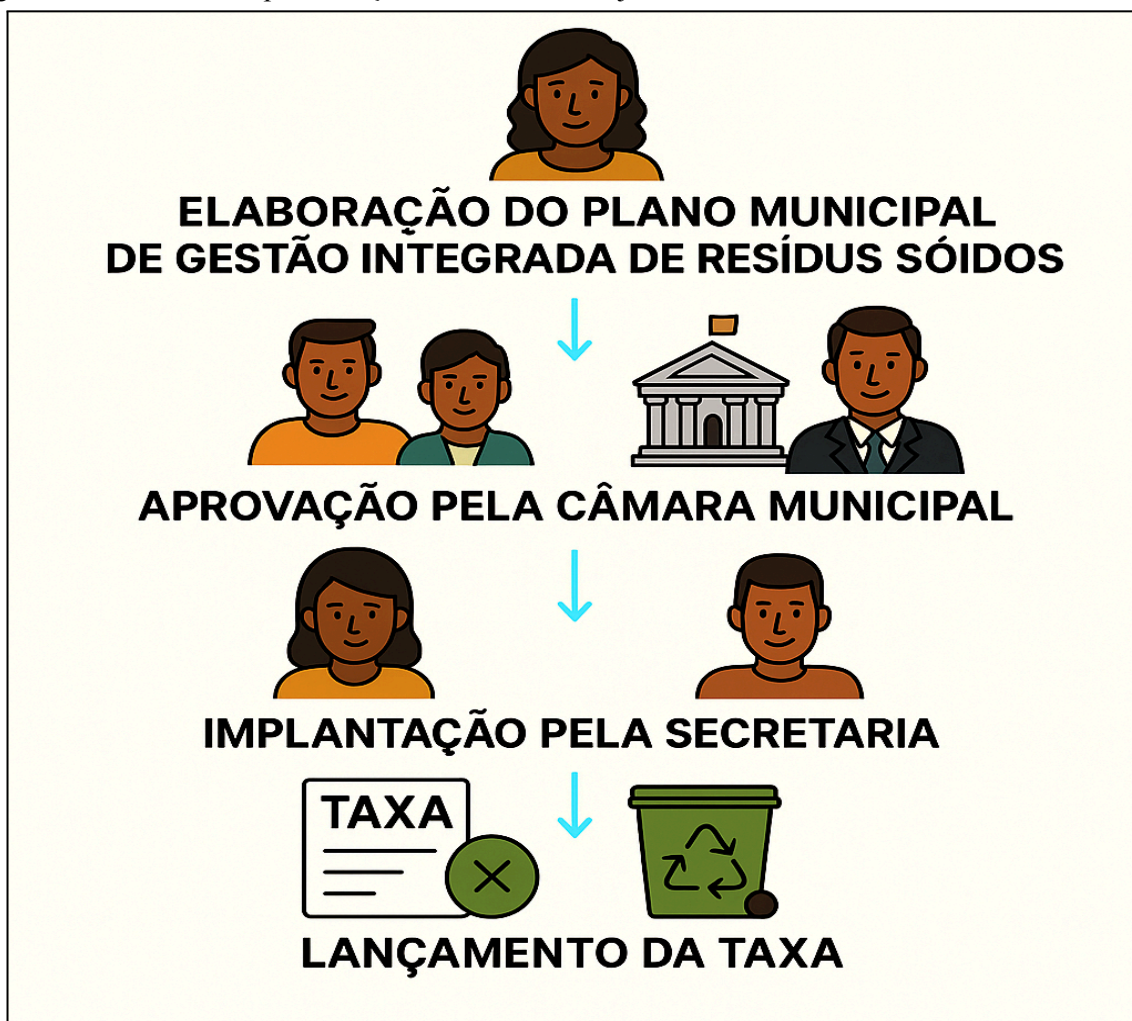 ELABORAÇÃO DO PLANO MUNICIPAL
DE GESTÃO INTEGRADA DE RESÍDUS SÓIDOS
APROVAÇÃO PELA CÂMARA MUNICIPAL
IMPLANTAÇÃO PELA SECRETARIA
TAXA
LANÇAMENTO DA TAXA